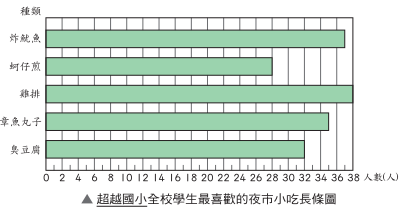 種類
炸魷魚
蚵仔煎
雞排
章魚丸子
臭豆腐
0 2 4 6 8 10 12 14 16 18 20 22 24 26 28 30 32 34 36 38 人數(人)
▲ 超越國小全校學生最喜歡的夜市小吃長條圖